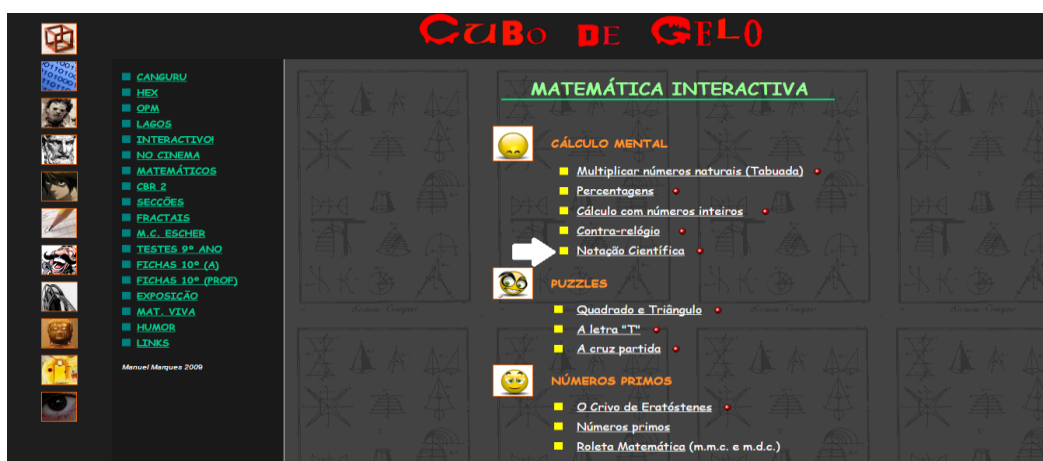 CUBO DE GELO
CANGURU
HEX
OPM
LAGOS
INTERACTIVO!
NO CINEMA
MATEMÁTICOS
CBR 2
SECCÕES
FRACTAIS
M.C. ESCHER
TESTES 9º ANO
FICHAS 10º (A)
FICHAS 10º (PROF)
EXPOSIÇÃO
MAT. VIVA
HUMOR
LINKS
Manuel Marques 2009
MATEMÁTICA INTERACTIVA
CÁLCULO MENTAL
Multiplicar números naturais (Tabuada)
Percentagens
Cálculo com números inteiros
Contra-relógio
Notação Científica
PUZZLES
Quadrado e Triângulo
A letra "T"
A cruz partida
NÚMEROS PRIMOS
O Crivo de Eratóstenes
Números primos
Roleta Matemática (m.m.c. e m.d.c.)